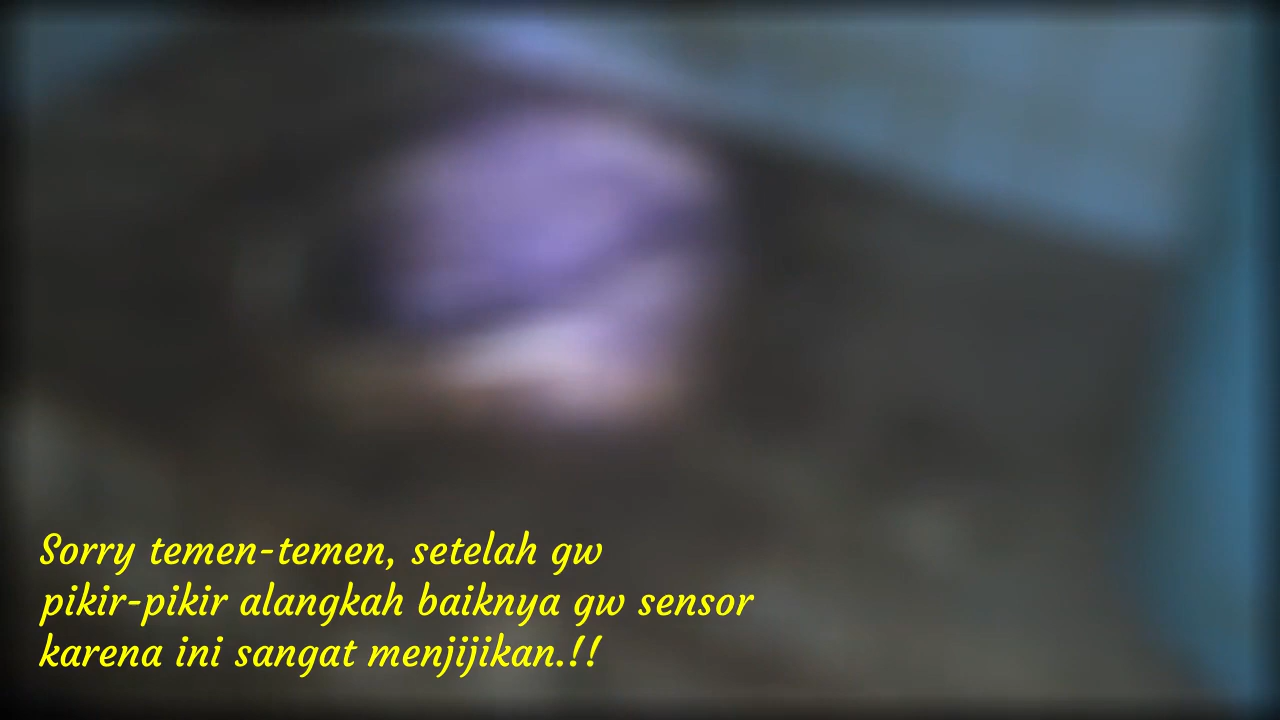 Sorry temen-temen, setelah gw
pikir-pikir alangkah baiknya gw sensor
karena ini sangat menjijikan.!!